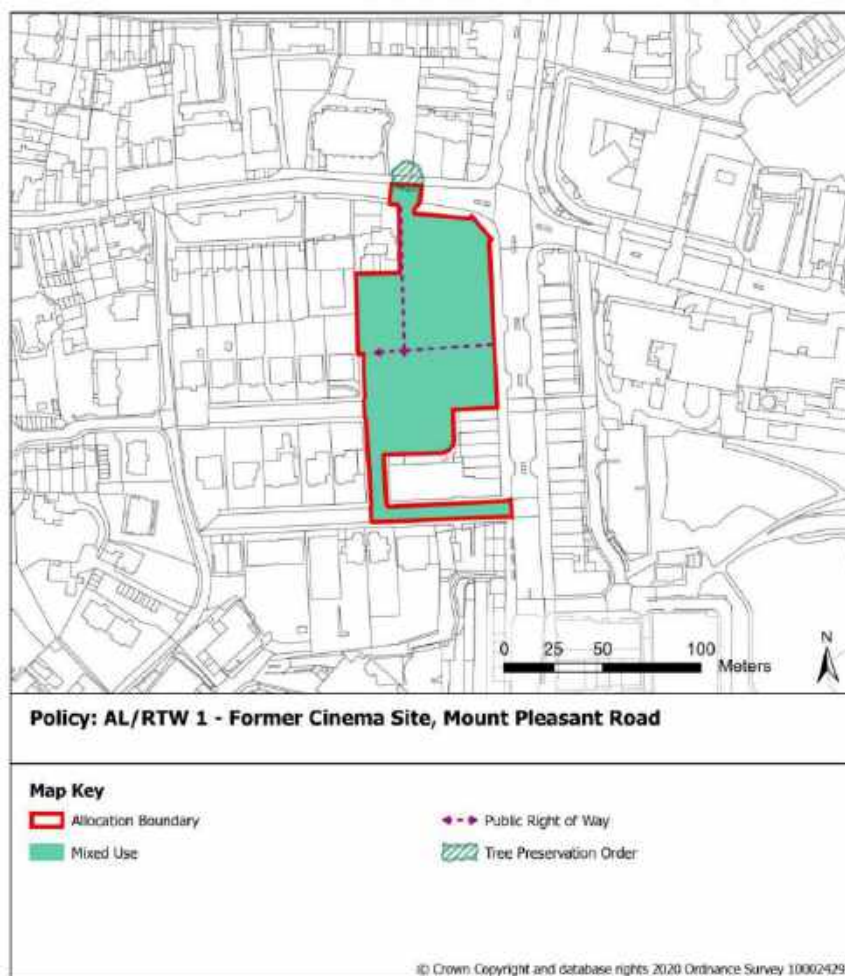 0 25 50 100
Meters
N
Policy: AL/RTW 1 - Former Cinema Site, Mount Pleasant Road
Map Key
Allocation Boundary
Public Right of Way
Mixed Use
Tree Preservation Order
© Crown Copyright and database rights 2020 Ordnance Survey 10002429